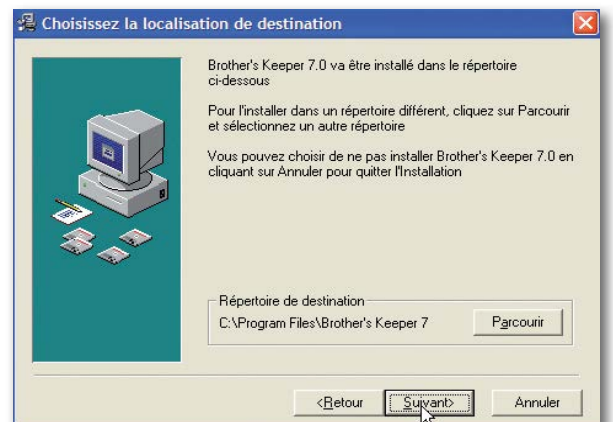 Choisissez la localisation de destination
Brother's Keeper 7.0 va être installé dans le répertoire
ci-dessous
Pour l'installer dans un répertoire différent, cliquez sur Parcourir
et sélectionnez un autre répertoire
Vous pouvez choisir de ne pas installer Brother's Keeper 7.0 en
cliquant sur Annuler pour quitter l'Installation
Répertoire de destination
C:\Program Files\Brother's Keeper 7
Parcourir
<Retour
Suivant>
Annuler